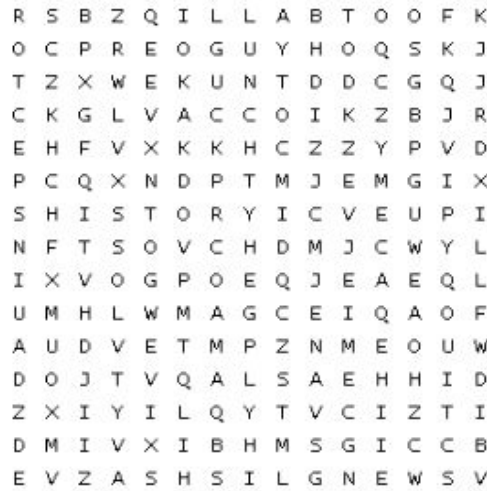 R S B Z Q I L L A B T O O F K
O C P R E O G U Y H O Q S K J
T Z X W E K U N T D D C G Q J
C K G L V A C C O I K Z B J R
E H F V X K K H C Z Z Y P V D
P C Q X N D P T M J E M G I X
S H I S T O R Y I C V E U P I
N F T S O V C H D M J C W Y L
I X V O G P O E Q J E A E Q L
U M H L W M A G C E I Q A O F
A U D V E T M P Z N M E O U W
D O J T V Q A L S A E H H I D
Z X I Y I L Q Y T V C I Z T I
D M I V X I B H M S G I C C B
E V Z A S H S I L G N E W S V